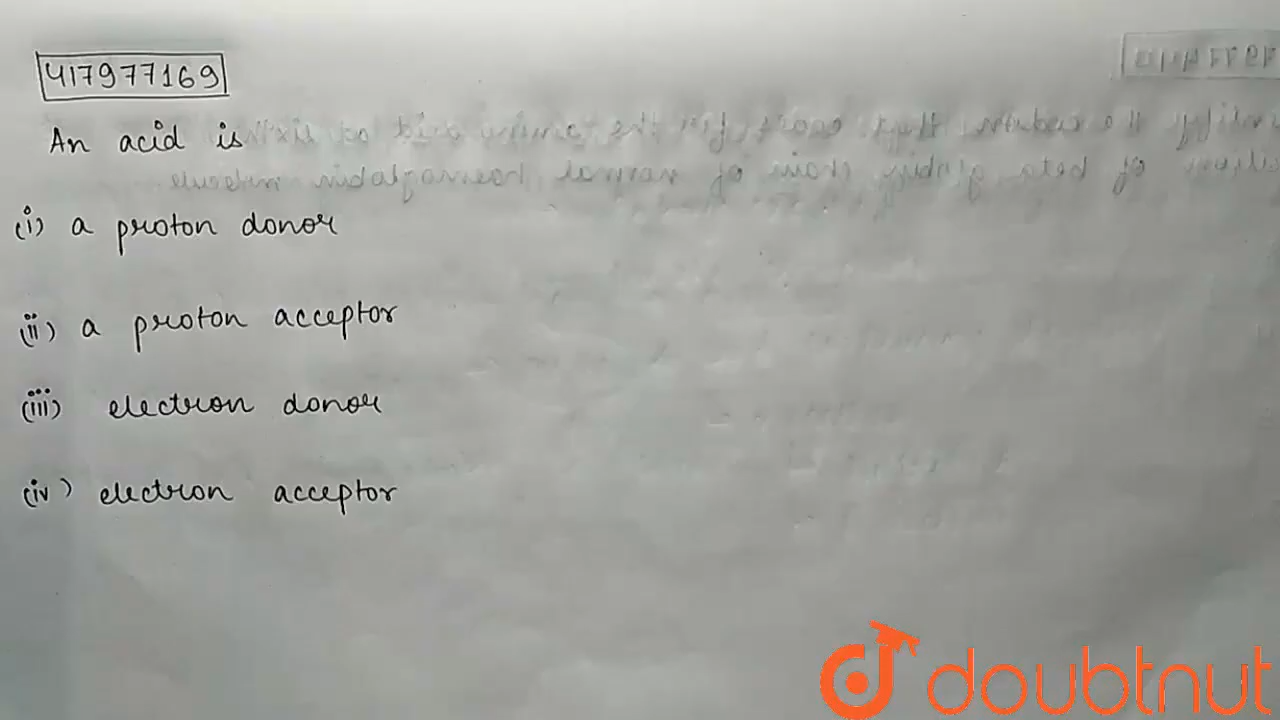 417977169
An acid is
(i) a proton donor
(ii) a proton acceptor
(iii) electron donor
(iv) electron acceptor
doubtnut